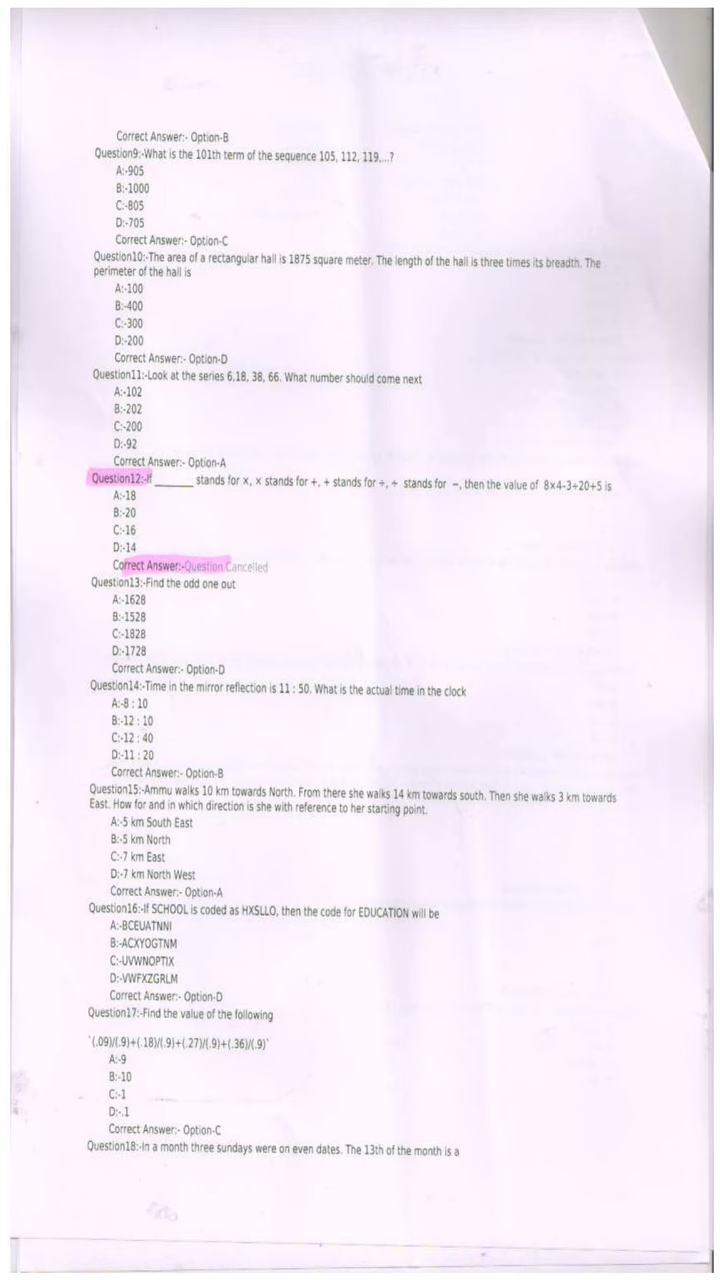 Correct Answer:- Option-B
Question9:-What is the 101th term of the sequence 105, 112, 119,...?
A:-905
B:-1000
C:-805
D:-705
Correct Answer:- Option-C
Question10:-The area of a rectangular hall is 1875 square meter. The length of the hall is three times its breadth. The
perimeter of the hall is
A:-100
B:-400
C:-300
D:-200
Correct Answer:- Option-D
Question11:-Look at the series 6,18, 38, 66. What number should come next
A:-102
B:-202
C:-200
D:-92
Correct Answer:- Option-A
Question12:-If ______ stands for x, x stands for +, + stands for ÷, ÷ stands for −, then the value of 8×4-3÷20+5 is
A:-18
B:-20
C:-16
D:-14
Correct Answer:-Question Cancelled
Question13:-Find the odd one out
A:-1628
B:-1528
C:-1828
D:-1728
Correct Answer:- Option-D
Question14:-Time in the mirror reflection is 11 : 50. What is the actual time in the clock
A:-8 : 10
B:-12 : 10
C:-12 : 40
D:-11 : 20
Correct Answer:- Option-B
Question15:-Ammu walks 10 km towards North. From there she walks 14 km towards south. Then she walks 3 km towards
East. How for and in which direction is she with reference to her starting point.
A:-5 km South East
B:-5 km North
C:-7 km East
D:-7 km North West
Correct Answer:- Option-A
Question16:-If SCHOOL is coded as HXSLLO, then the code for EDUCATION will be
A:-BCEUATNNI
B:-ACXYOGTNM
C:-UVWNOPTIX
D:-VWFXZGRLM
Correct Answer:- Option-D
Question17:-Find the value of the following
`(.09)/(.9)+(.18)/(.9)+(.27)/(.9)+(.36)/(.9)`
A:-9
B:-10
C:-1
D:-.1
Correct Answer:- Option-C
Question18:-In a month three sundays were on even dates. The 13th of the month is a